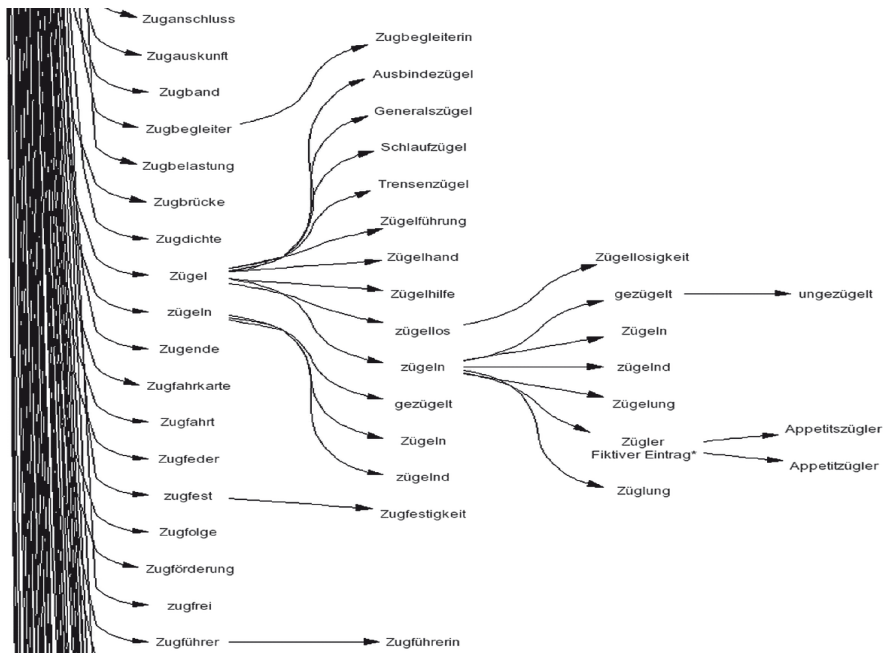 Zuganschluss
Zugauskunft
Zugband
Zugbegleiter
Zugbelastung
Zugbrücke
Zugdichte
Zügel
zügeln
Zugende
Zugfahrkarte
Zugfahrt
Zugfeder
zugfest
Zugfolge
Zugförderung
zugfrei
Zugführer
Zugbegleiterin
Ausbindezügel
Generalszügel
Schlaufzügel
Trensenzügel
Zügelführung
Zügelhand
Zügelhilfe
zügellos
zügeln
gezügelt
Zügeln
zügelnd
Zugfestigkeit
Zugführerin
Zügellosigkeit
gezügelt
Zügeln
zügelnd
Zügelung
Zügler
Fiktiver Eintrag*
Züglung
ungezügelt
Appetitszügler
Appetitzügler